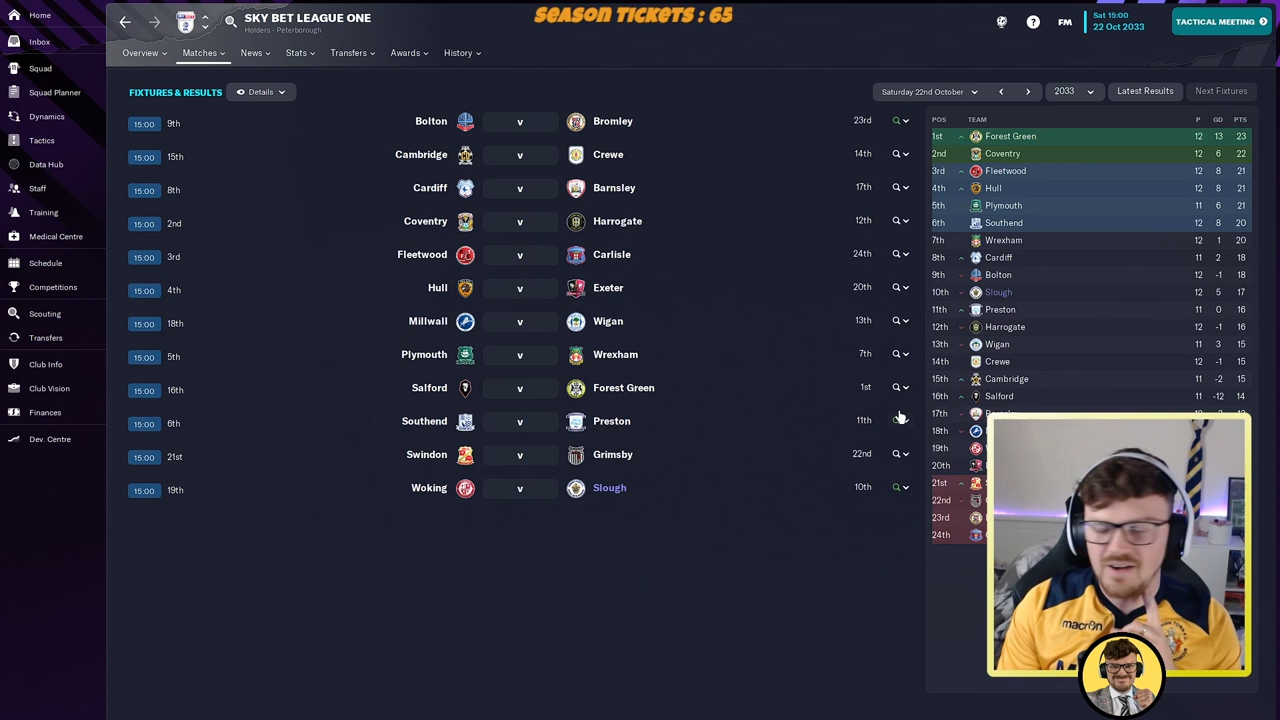 Home
Inbox
Squad
Squad Planner
Dynamics
Tactics
Data Hub
Staff
Training
Medical Centre
Schedule
Competitions
Scouting
Transfers
Club Info
Club Vision
Finances
Dev. Centre
SKY BET LEAGUE ONE
Holders - Peterborough
SEASON TICKETS : 65
FM
Sat 15:00
22 Oct 2033
TACTICAL MEETING
Overview
Matches
News
Stats
Transfers
Awards
History
FIXTURES & RESULTS
Details
Saturday 22nd October
2033
Latest Results
Next Fixtures
15:00 9th Bolton v Bromley 23rd
15:00 15th Cambridge v Crewe 14th
15:00 8th Cardiff v Barnsley 17th
15:00 2nd Coventry v Harrogate 12th
15:00 3rd Fleetwood v Carlisle 24th
15:00 4th Hull v Exeter 20th
15:00 18th Millwall v Wigan 13th
15:00 5th Plymouth v Wrexham 7th
15:00 16th Salford v Forest Green 1st
15:00 6th Southend v Preston 11th
15:00 21st Swindon v Grimsby 22nd
15:00 19th Woking v Slough 10th
POS TEAM P GD PTS
1st Forest Green 12 13 23
2nd Coventry 12 6 22
3rd Fleetwood 12 8 21
4th Hull 12 8 21
5th Plymouth 11 6 21
6th Southend 12 8 20
7th Wrexham 12 1 20
8th Cardiff 11 2 18
9th Bolton 12 -1 18
10th Slough 12 5 17
11th Preston 11 0 16
12th Harrogate 12 -1 16
13th Wigan 11 3 15
14th Crewe 12 -1 15
15th Cambridge 11 -2 15
16th Salford 11 -12 14
17th
18th
19th
20th
21st
22nd
23rd
24th
macron